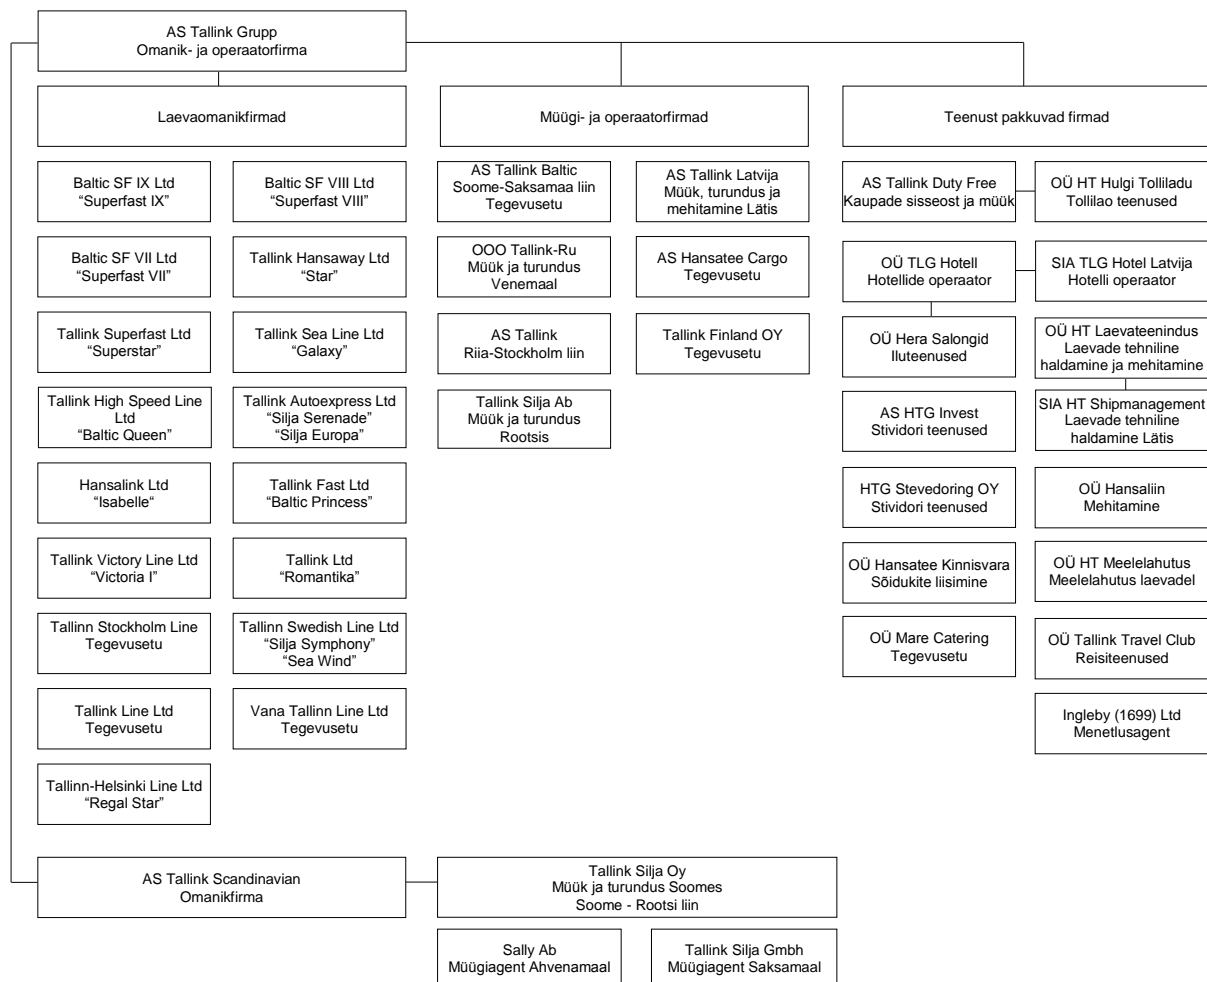 AS Tallink Grupp
Omanik- ja operaatorfirma
Laevaomanikfirmad
Müügi- ja operaatorfirmad
Teenust pakkuvad firmad
Baltic SF IX Ltd
“Superfast IX”
Baltic SF VIII Ltd
“Superfast VIII”
Baltic SF VII Ltd
“Superfast VII”
Tallink Hansaway Ltd
“Star”
Tallink Superfast Ltd
“Superstar”
Tallink Sea Line Ltd
“Galaxy”
Tallink High Speed Line
Ltd
“Baltic Queen”
Tallink Autoexpress Ltd
“Silja Serenade”
“Silja Europa”
Hansalink Ltd
“Isabelle“
Tallink Fast Ltd
“Baltic Princess”
Tallink Victory Line Ltd
“Victoria I”
Tallink Ltd
“Romantika”
Tallinn Stockholm Line
Tegevusetu
Tallinn Swedish Line Ltd
“Silja Symphony”
“Sea Wind”
Tallink Line Ltd
Tegevusetu
Vana Tallinn Line Ltd
Tegevusetu
Tallinn-Helsinki Line Ltd
“Regal Star”
AS Tallink Baltic
Soome-Saksamaa liin
Tegevusetu
AS Tallink Latvija
Müük, turundus ja
mehitamine Lätis
OOO Tallink-Ru
Müük ja turundus
Venemaal
AS Hansatee Cargo
Tegevusetu
AS Tallink
Riia-Stockholm liin
Tallink Finland OY
Tegevusetu
Tallink Silja Ab
Müük ja turundus
Rootsis
AS Tallink Duty Free
Kaupade sisseost ja müük
OÜ HT Hulgi Tolliladu
Tollilao teenused
OÜ TLG Hotell
Hotellide operaator
SIA TLG Hotel Latvija
Hotelli operaator
OÜ Hera Salongid
Iluteenused
OÜ HT Laevateenindus
Laevade tehniline
haldamine ja mehitamine
AS HTG Invest
Stividori teenused
SIA HT Shipmanagement
Laevade tehniline
haldamine Lätis
HTG Stevedoring OY
Stividori teenused
OÜ Hansaliin
Mehitamine
OÜ Hansatee Kinnisvara
Sõidukite liisimine
OÜ HT Meelelahutus
Meelelahutus laevadel
OÜ Mare Catering
Tegevusetu
OÜ Tallink Travel Club
Reisiteenused
Ingleby (1699) Ltd
Menetlusagent
AS Tallink Scandinavian
Omanikfirma
Tallink Silja Oy
Müük ja turundus Soomes
Soome - Rootsi liin
Sally Ab
Müügiagent Ahvenamaal
Tallink Silja Gmbh
Müügiagent Saksamaal